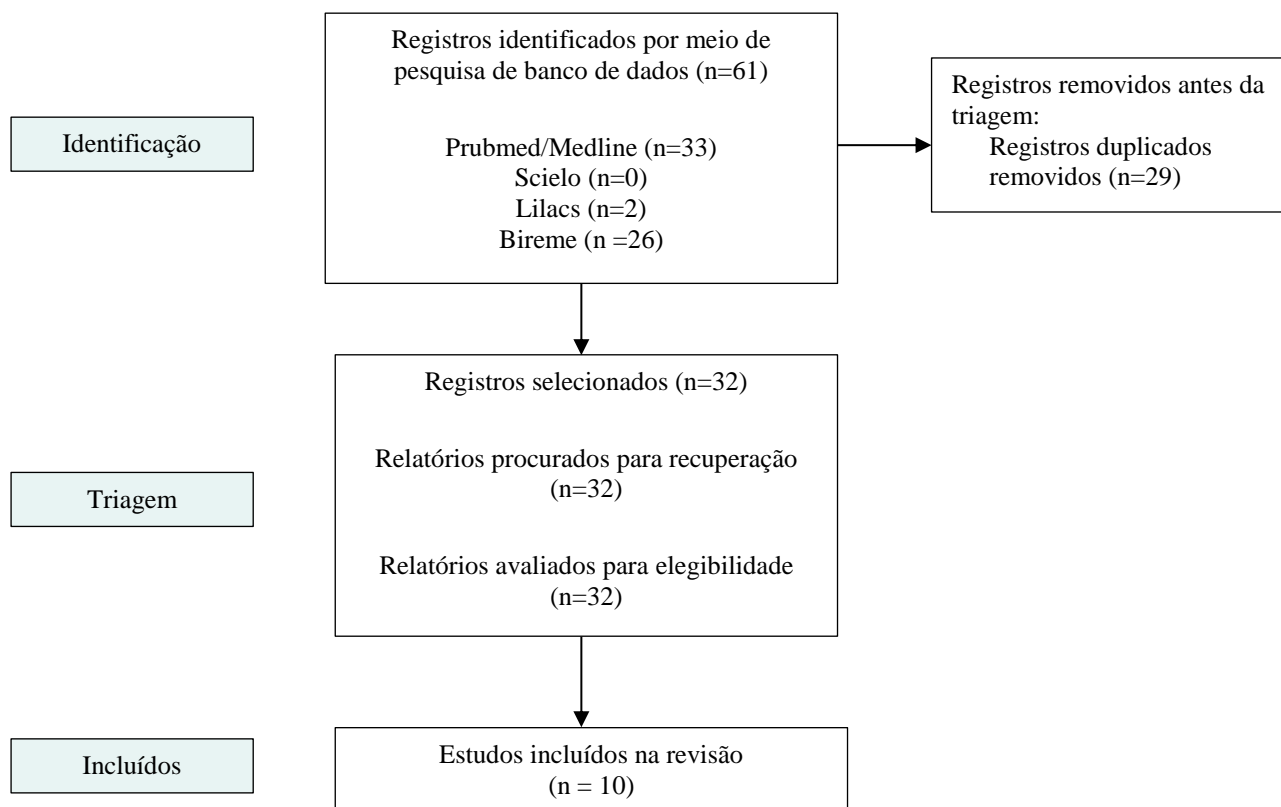 Identificação
Registros identificados por meio de
pesquisa de banco de dados (n=61)
Prubmed/Medline (n=33)
Scielo (n=0)
Lilacs (n=2)
Bireme (n =26)
Registros removidos antes da
triagem:
Registros duplicados
removidos (n=29)
Triagem
Registros selecionados (n=32)
Relatórios procurados para recuperação
(n=32)
Relatórios avaliados para elegibilidade
(n=32)
Incluídos
Estudos incluídos na revisão
(n = 10)